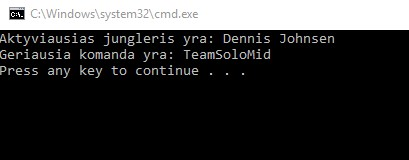 C:\Windows\system32\cmd.exe
Aktyviausias jungleris yra: Dennis Johnsen
Geriausia komanda yra: TeamSoloMid
Press any key to continue . . .